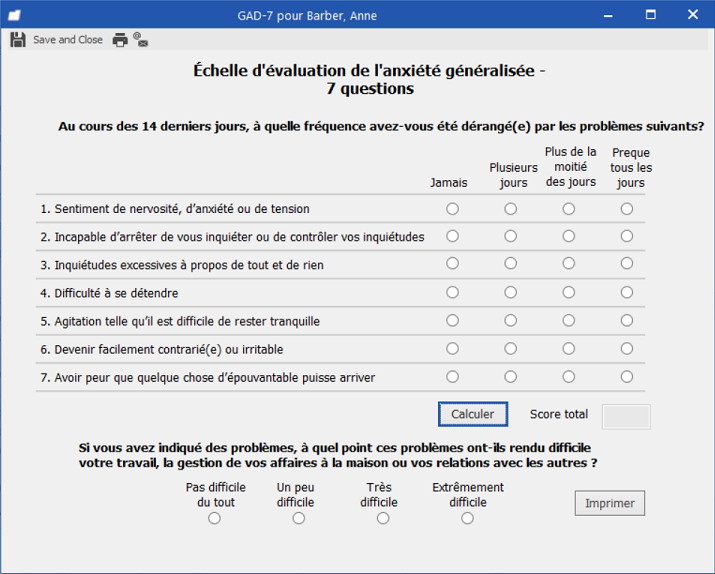 GAD-7 pour Barber, Anne
Save and Close
Échelle d'évaluation de l'anxiété généralisée -
7 questions
Au cours des 14 derniers jours, à quelle fréquence avez-vous été dérangé(e) par les problèmes suivants?
Jamais
Plusieurs
jours
Plus de la
moitié
des jours
Preque
tous les
jours
1. Sentiment de nervosité, d’anxiété ou de tension
2. Incapable d’arrêter de vous inquiéter ou de contrôler vos inquiétudes
3. Inquiétudes excessives à propos de tout et de rien
4. Difficulté à se détendre
5. Agitation telle qu’il est difficile de rester tranquille
6. Devenir facilement contrarié(e) ou irritable
7. Avoir peur que quelque chose d’épouvantable puisse arriver
Calculer
Score total
Si vous avez indiqué des problèmes, à quel point ces problèmes ont-ils rendu difficile
votre travail, la gestion de vos affaires à la maison ou vos relations avec les autres ?
Pas difficile
du tout
Un peu
difficile
Très
difficile
Extrêmement
difficile
Imprimer